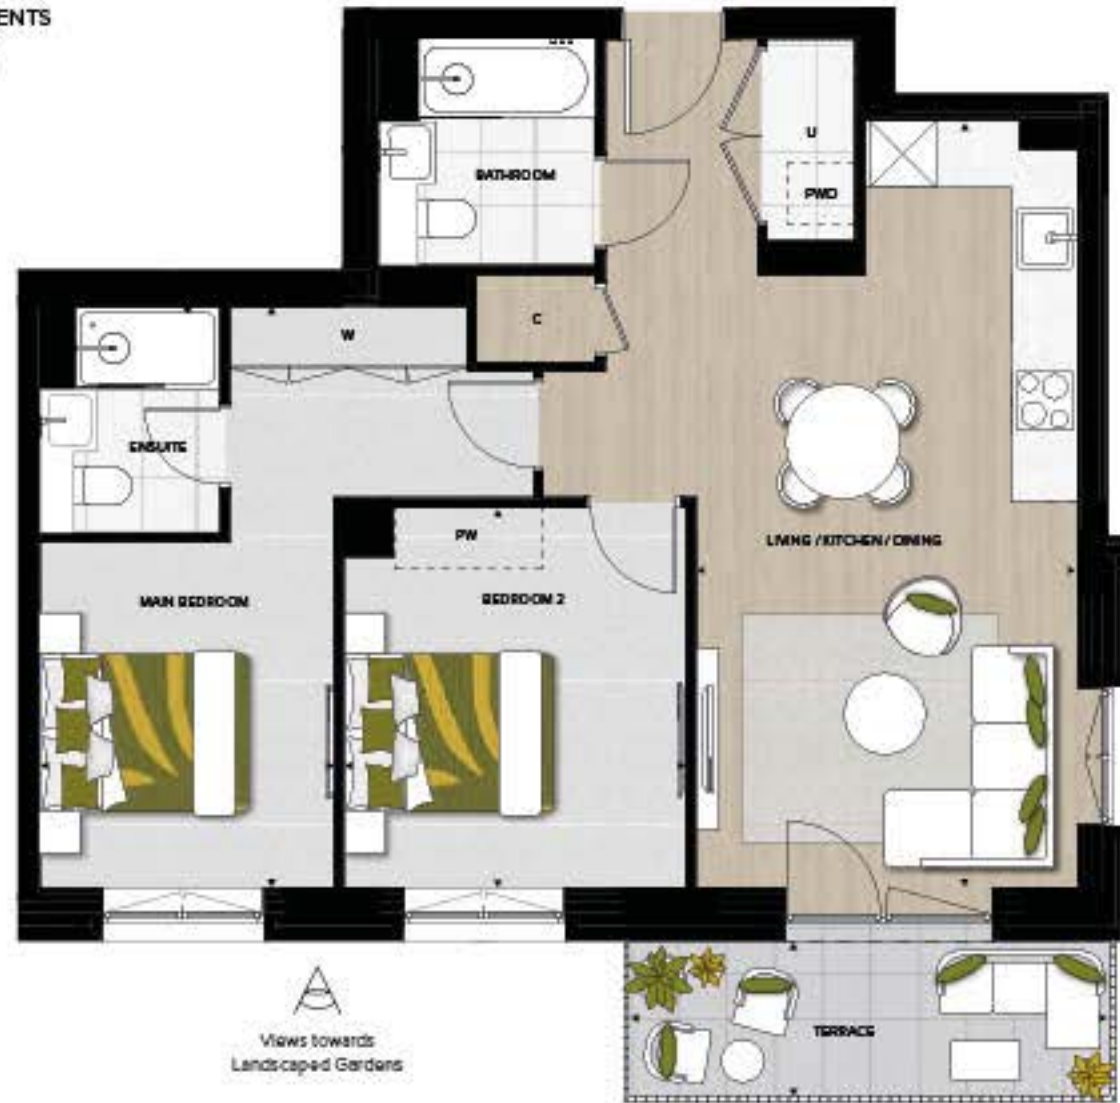 ENTS
BATHROOM
U
PWD
C
W
ENSUITE
LIVING / KITCHEN / DINING
PW
MAIN BEDROOM
BEDROOM 2
TERRACE
Views towards
Landscaped Gardens